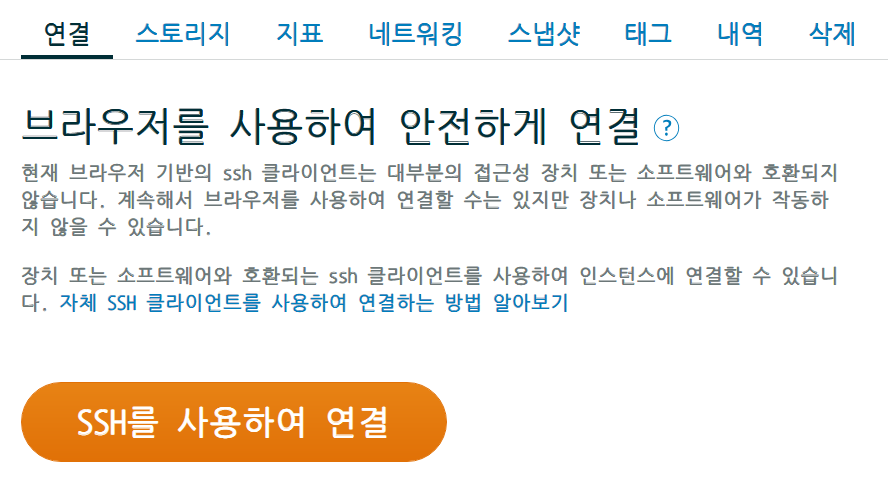 연결 스토리지 지표 네트워킹 스냅샷 태그 내역 삭제
브라우저를 사용하여 안전하게 연결 ?
현재 브라우저 기반의 ssh 클라이언트는 대부분의 접근성 장치 또는 소프트웨어와 호환되지
않습니다. 계속해서 브라우저를 사용하여 연결할 수는 있지만 장치나 소프트웨어가 작동하
지 않을 수 있습니다.
장치 또는 소프트웨어와 호환되는 ssh 클라이언트를 사용하여 인스턴스에 연결할 수 있습니
다. 자체 SSH 클라이언트를 사용하여 연결하는 방법 알아보기
SSH를 사용하여 연결